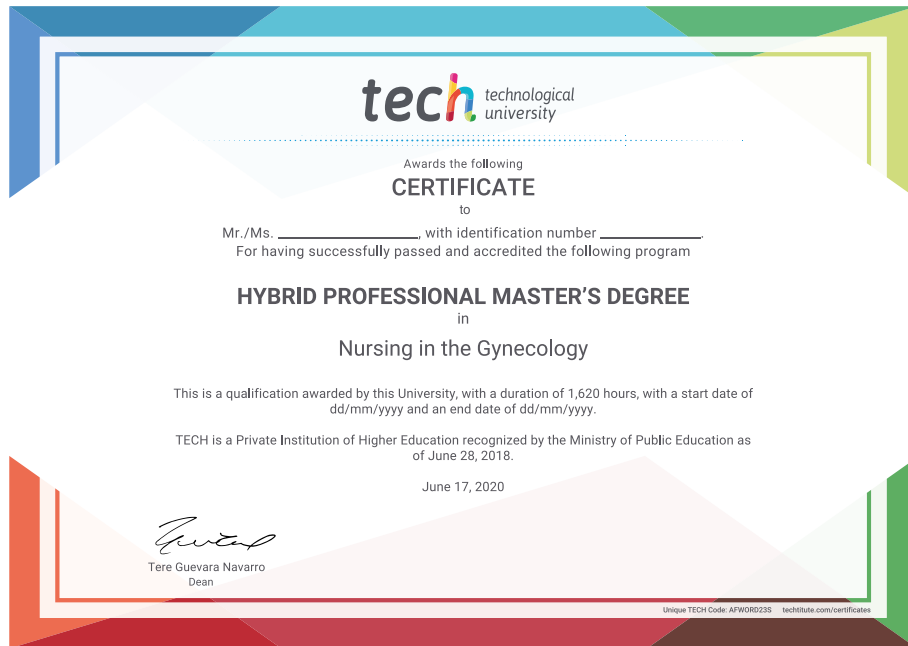 tech technological
university
Awards the following
CERTIFICATE
to
Mr./Ms. ____________________, with identification number ______________.
For having successfully passed and accredited the following program
HYBRID PROFESSIONAL MASTER'S DEGREE
in
Nursing in the Gynecology
This is a qualification awarded by this University, with a duration of 1,620 hours, with a start date of
dd/mm/yyyy and an end date of dd/mm/yyyy.
TECH is a Private Institution of Higher Education recognized by the Ministry of Public Education as
of June 28, 2018.
June 17, 2020
Tere Guevara Navarro
Dean
Unique TECH Code: AFWORD23S techtitute.com/certificates